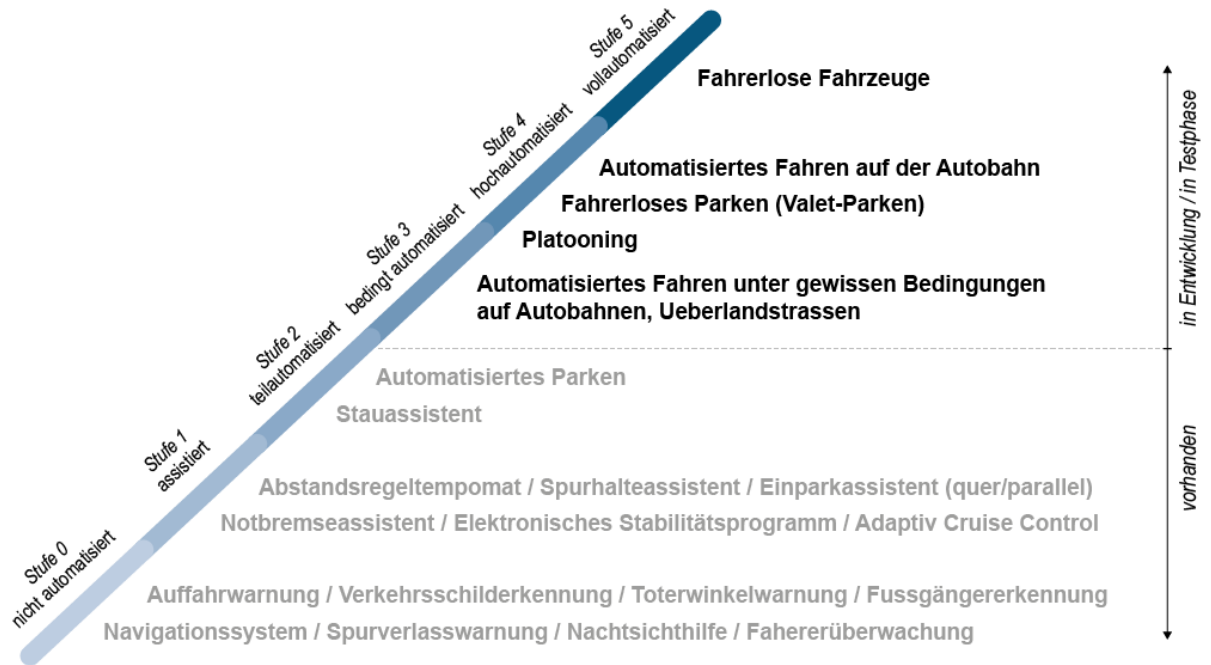 Stufe 5
vollautomatisiert
Fahrerlose Fahrzeuge
Stufe 4
hochautomatisiert
Automatisiertes Fahren auf der Autobahn
Fahrerloses Parken (Valet-Parken)
Platooning
Stufe 3
bedingt automatisiert
Automatisiertes Fahren unter gewissen Bedingungen
auf Autobahnen, Ueberlandstrassen
in Entwicklung / in Testphase
Stufe 2
teilautomatisiert
Automatisiertes Parken
Stauassistent
Stufe 1
assistiert
Abstandsregeltempomat / Spurhalteassistent / Einparkassistent (quer/parallel)
Notbremseassistent / Elektronisches Stabilitätsprogramm / Adaptiv Cruise Control
vorhanden
Stufe 0
nicht automatisiert
Auffahrwarnung / Verkehrsschilderkennung / Toterwinkelwarnung / Fussgängererkennung
Navigationssystem / Spurverlasswarnung / Nachtsichthilfe / Fahererüberwachung